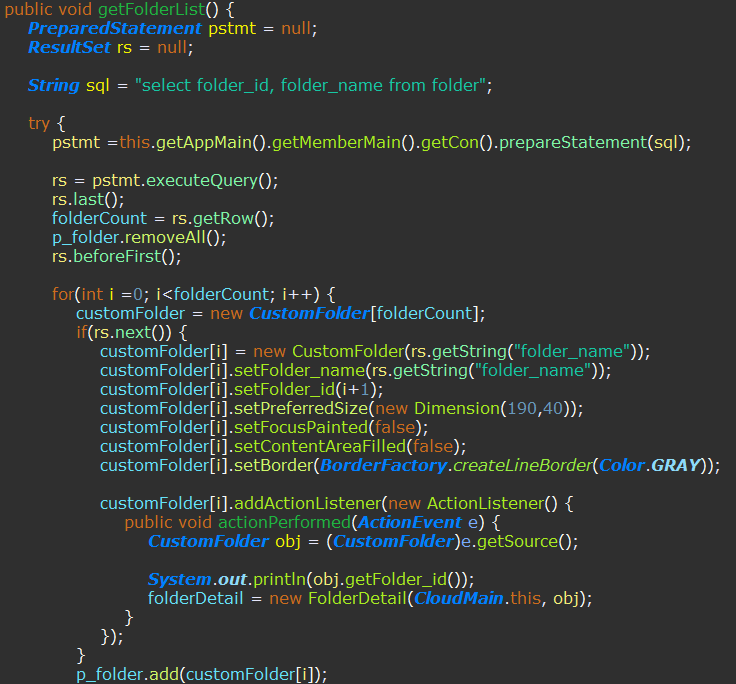 public void getFolderList() {
PreparedStatement pstmt = null;
ResultSet rs = null;
String sql = "select folder_id, folder_name from folder";
try {
pstmt =this.getAppMain().getMemberMain().getCon().prepareStatement(sql);
rs = pstmt.executeQuery();
rs.last();
folderCount = rs.getRow();
p_folder.removeAll();
rs.beforeFirst();
for(int i =0; i<folderCount; i++) {
customFolder = new CustomFolder[folderCount];
if(rs.next()) {
customFolder[i] = new CustomFolder(rs.getString("folder_name"));
customFolder[i].setFolder_name(rs.getString("folder_name"));
customFolder[i].setFolder_id(i+1);
customFolder[i].setPreferredSize(new Dimension(190,40));
customFolder[i].setFocusPainted(false);
customFolder[i].setContentAreaFilled(false);
customFolder[i].setBorder(BorderFactory.createLineBorder(Color.GRAY));
customFolder[i].addActionListener(new ActionListener() {
public void actionPerformed(ActionEvent e) {
CustomFolder obj = (CustomFolder)e.getSource();
System.out.println(obj.getFolder_id());
folderDetail = new FolderDetail(CloudMain.this, obj);
}
});
}
p_folder.add(customFolder[i]);